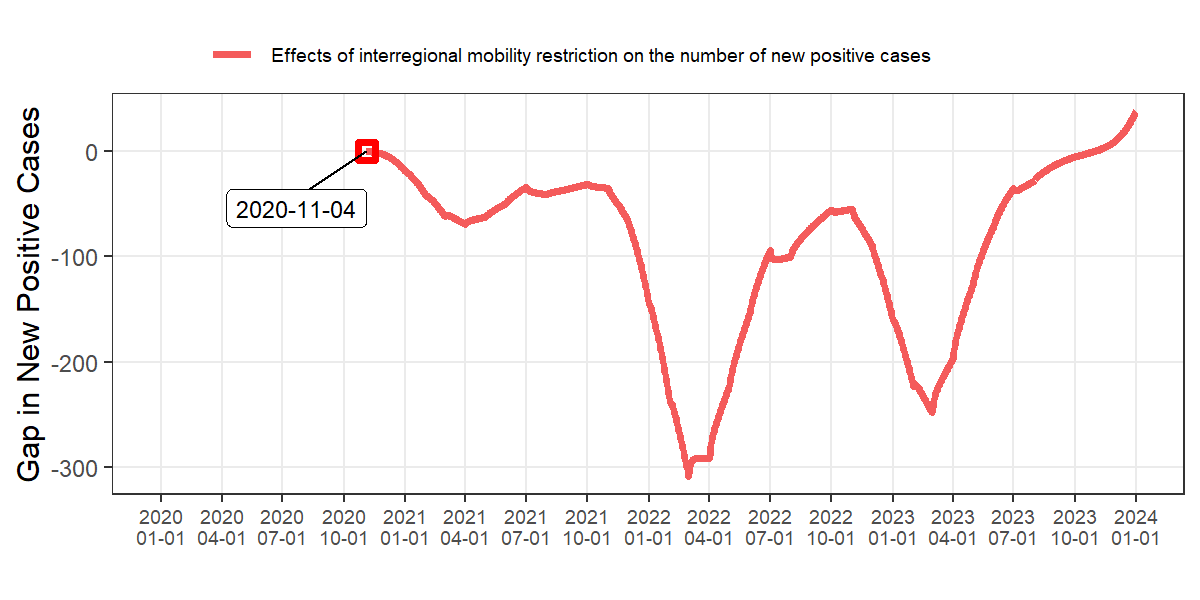 Effects of interregional mobility restriction on the number of new positive cases
Gap in New Positive Cases
0
-100
-200
-300
2020-11-04
2020 2020 2020 2020 2021 2021 2021 2021 2022 2022 2022 2022 2023 2023 2023 2023 2024
01-01 04-01 07-01 10-01 01-01 04-01 07-01 10-01 01-01 04-01 07-01 10-01 01-01 04-01 07-01 10-01 01-01